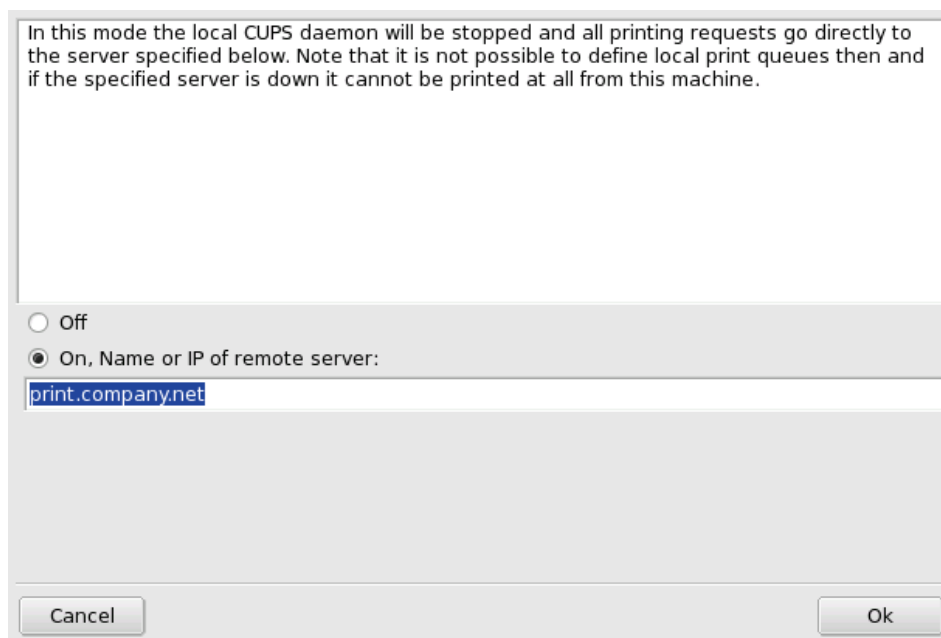 In this mode the local CUPS daemon will be stopped and all printing requests go directly to
the server specified below. Note that it is not possible to define local print queues then and
if the specified server is down it cannot be printed at all from this machine.
Off
On, Name or IP of remote server:
print.company.net
Cancel
Ok